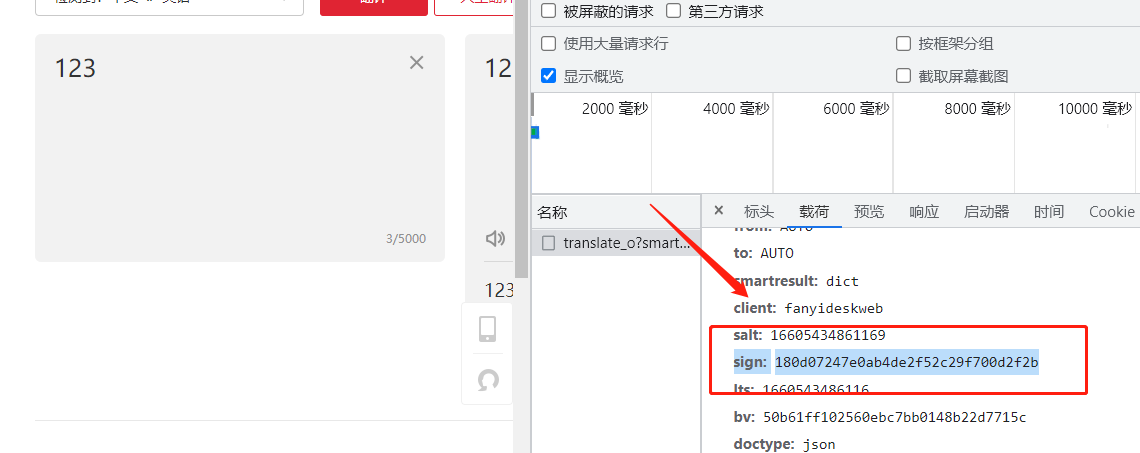 123
3/5000
12
123
被屏蔽的请求 第三方请求
使用大量请求行 按框架分组
显示概览 截取屏幕截图
2000 毫秒 4000 毫秒 6000 毫秒 8000 毫秒 10000 毫秒
名称
translate_o?smart...
× 标头 载荷 预览 响应 启动器 时间 Cookie
from: AUTO
to: AUTO
smartresult: dict
client: fanyideskweb
salt: 16605434861169
sign: 180d07247e0ab4de2f52c29f700d2f2b
lts: 1660543486116
bv: 50b61ff102560ebc7bb0148b22d7715c
doctype: json